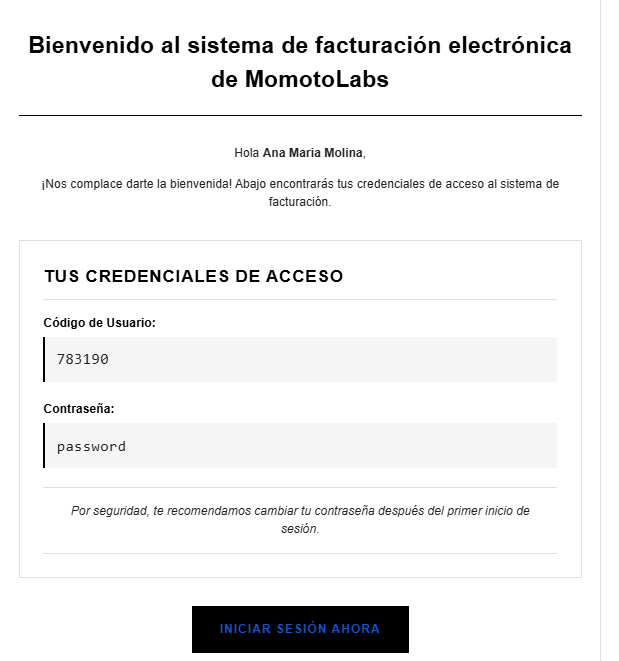 Bienvenido al sistema de facturación electrónica
de MomotoLabs
Hola Ana Maria Molina,
¡Nos complace darte la bienvenida! Abajo encontrarás tus credenciales de acceso al sistema de
facturación.
TUS CREDENCIALES DE ACCESO
Código de Usuario:
783190
Contraseña:
password
Por seguridad, te recomendamos cambiar tu contraseña después del primer inicio de
sesión.
INICIAR SESIÓN AHORA